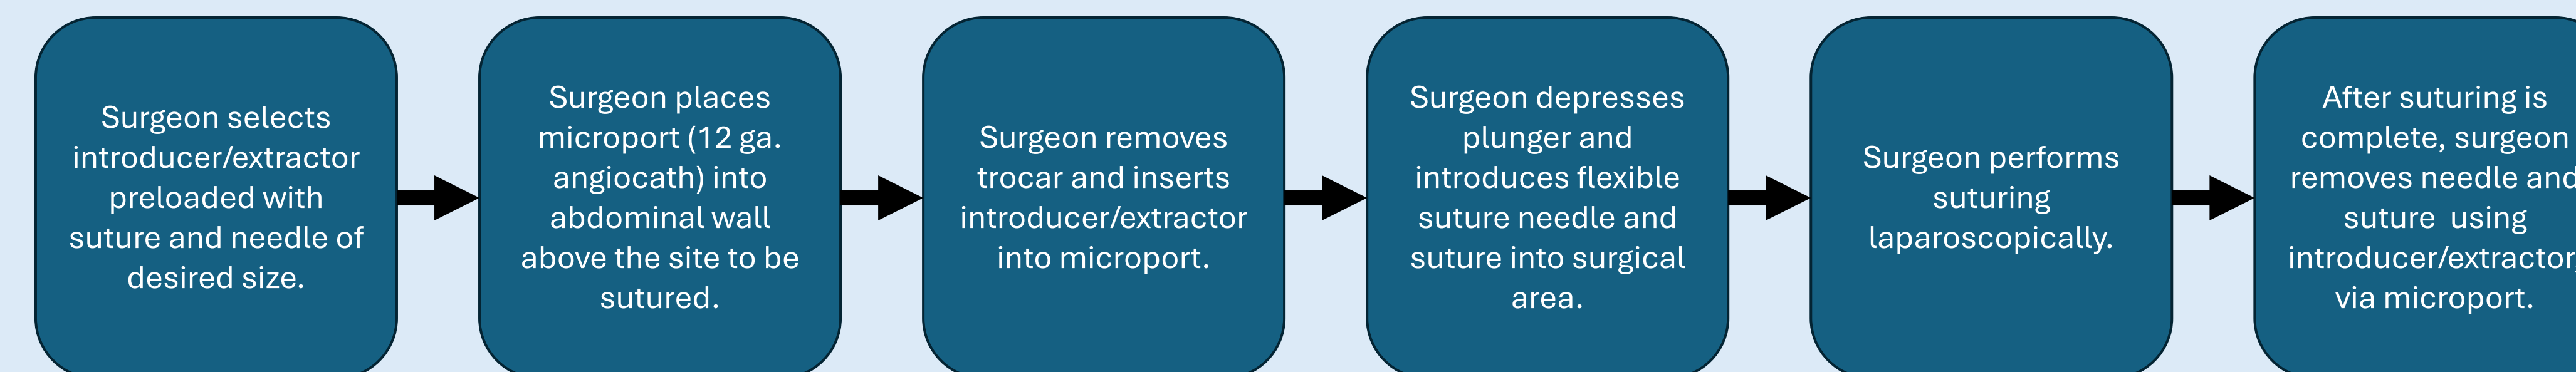 Surgeon selects
introducer/extractor
preloaded with
suture and needle of
desired size.
Surgeon places
microport (12 ga.
angiocath) into
abdominal wall
above the site to be
sutured.
Surgeon removes
trocar and inserts
introducer/extractor
into microport.
Surgeon depresses
plunger and
introduces flexible
suture needle and
suture into surgical
area.
Surgeon performs
suturing
laparoscopically.
After suturing is
complete, surgeon
removes needle and
suture  using
introducer/extractor,
via microport.